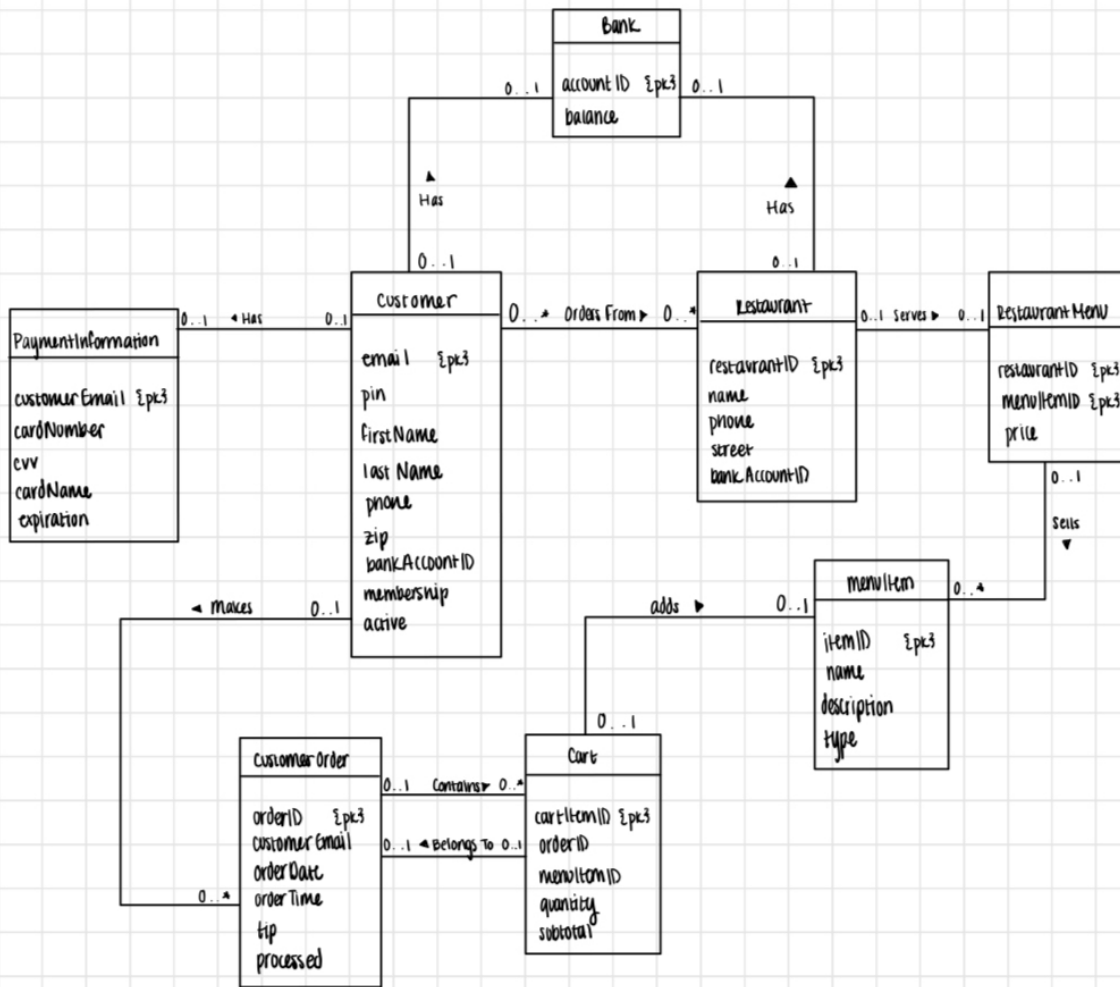 Bank
accountID {pk}
balance
0..1
0..1
Has
Has
0..1
0..1
PaymentInformation
customerEmail {pk}
cardNumber
cvv
cardName
expiration
0..1 ◂ Has 0..1
Customer
email {pk}
pin
firstName
last Name
phone
zip
bankAccountID
membership
active
0..* Orders From ▸ 0..*
Restaurant
restaurantID {pk}
name
phone
street
bankAccountID
0..1 Serves ▸ 0..1
Restaurant Menu
restaurantID {pk}
menuItemID {pk}
price
0..1
Sells
0..*
menuItem
itemID {pk}
name
description
type
◂ Makes 0..1
0..*
adds ▸ 0..1
0..1
CustomerOrder
orderID {pk}
customerEmail
orderDate
orderTime
tip
processed
0..1 Contains ▸ 0..*
0..1 ◂ Belongs To 0..1
Cart
cartItemID {pk}
orderID
menuItemID
quantity
subtotal